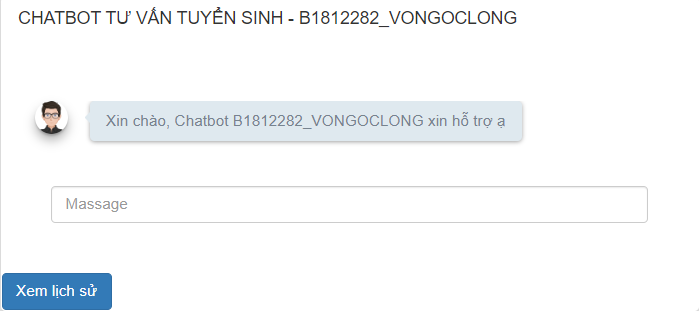 CHATBOT TƯ VẤN TUYỂN SINH - B1812282_VONGOCLONG
Xin chào, Chatbot B1812282_VONGOCLONG xin hỗ trợ ạ
Massage
Xem lịch sử